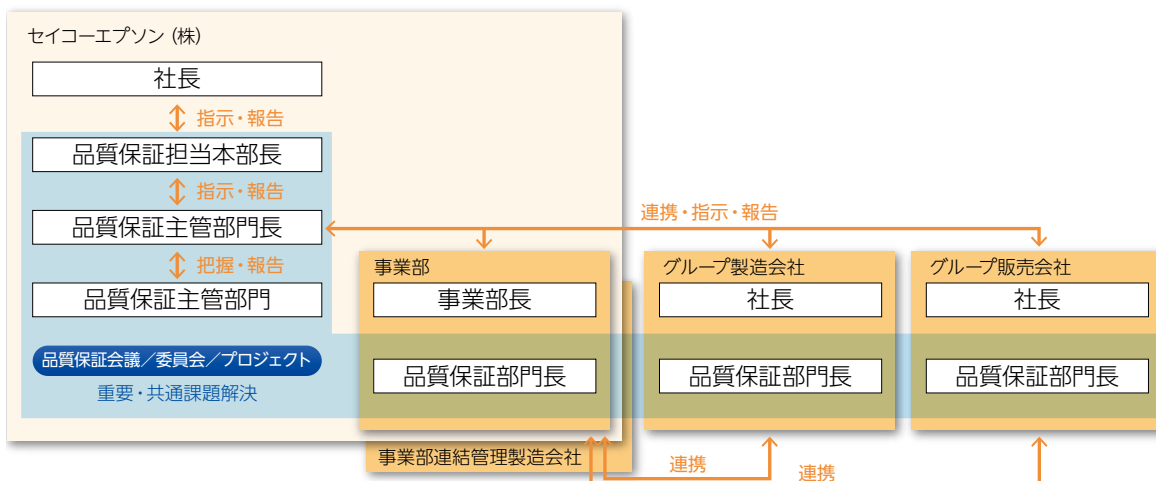 セイコーエプソン (株)
社長
指示・報告
品質保証担当本部長
指示・報告
品質保証主管部門長
連携・指示・報告
把握・報告
品質保証主管部門
事業部
事業部長
グループ製造会社
社長
グループ販売会社
社長
品質保証会議／委員会／プロジェクト
重要・共通課題解決
品質保証部門長
品質保証部門長
品質保証部門長
事業部連結管理製造会社
連携
連携